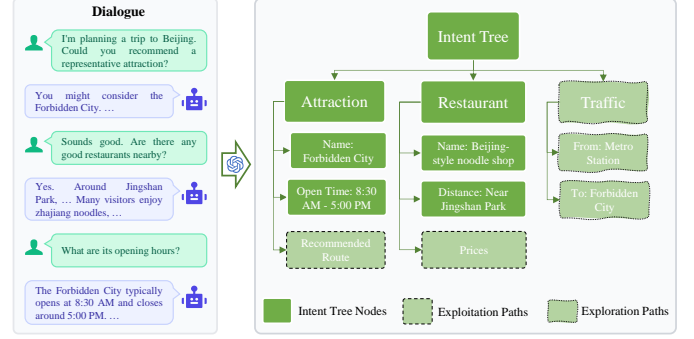 Dialogue
I'm planning a trip to Beijing.
Could you recommend a
representative attraction?
You might consider the
Forbidden City. …
Sounds good. Are there any
good restaurants nearby?
Yes. Around Jingshan
Park, … Many visitors enjoy
zhajiang noodles, …
What are its opening hours?
The Forbidden City typically
opens at 8:30 AM and closes
around 5:00 PM. …
Intent Tree
Attraction
Name:
Forbidden City
Open Time: 8:30
AM - 5:00 PM
Recommended
Route
Restaurant
Name: Beijing-
style noodle shop
Distance: Near
Jingshan Park
Prices
Traffic
From: Metro
Station
To: Forbidden
City
Intent Tree Nodes
Exploitation Paths
Exploration Paths